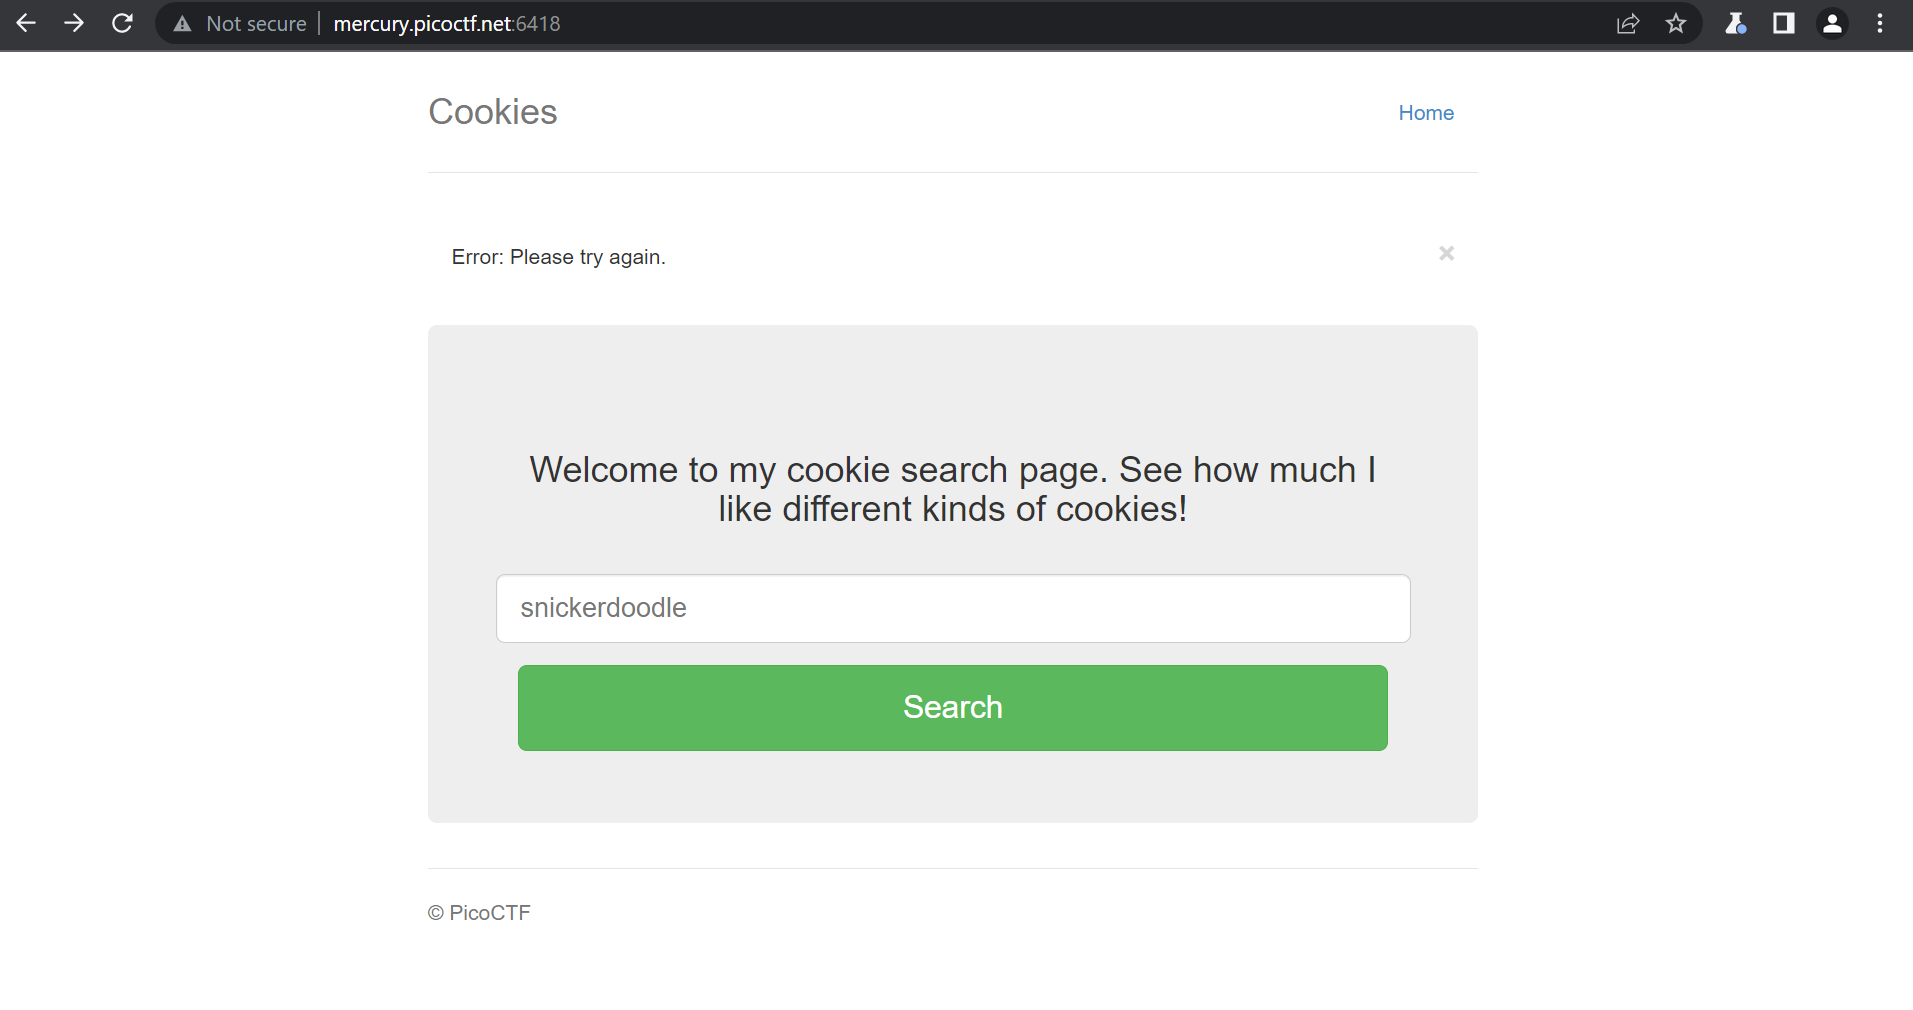 Not secure | mercury.picoctf.net:6418
Cookies
Home
Error: Please try again.
×
Welcome to my cookie search page. See how much I
like different kinds of cookies!
snickerdoodle
Search
© PicoCTF